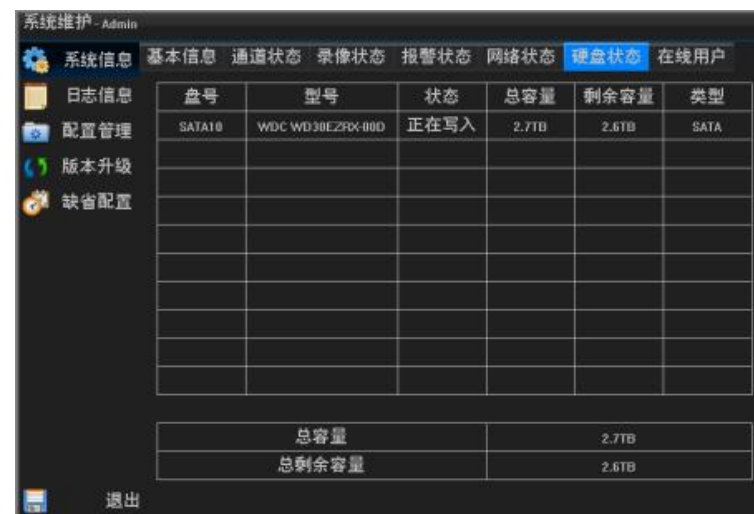 系统维护 - Admin
系统信息 基本信息 通道状态 录像状态 报警状态 网络状态 硬盘状态 在线用户
日志信息 盘号 型号 状态 总容量 剩余容量 类型
配置管理 SATA10 WDC WD30EZRX-00D 正在写入 2.7TB 2.6TB SATA
版本升级
缺省配置
总容量 2.7TB
总剩余容量 2.6TB
退出